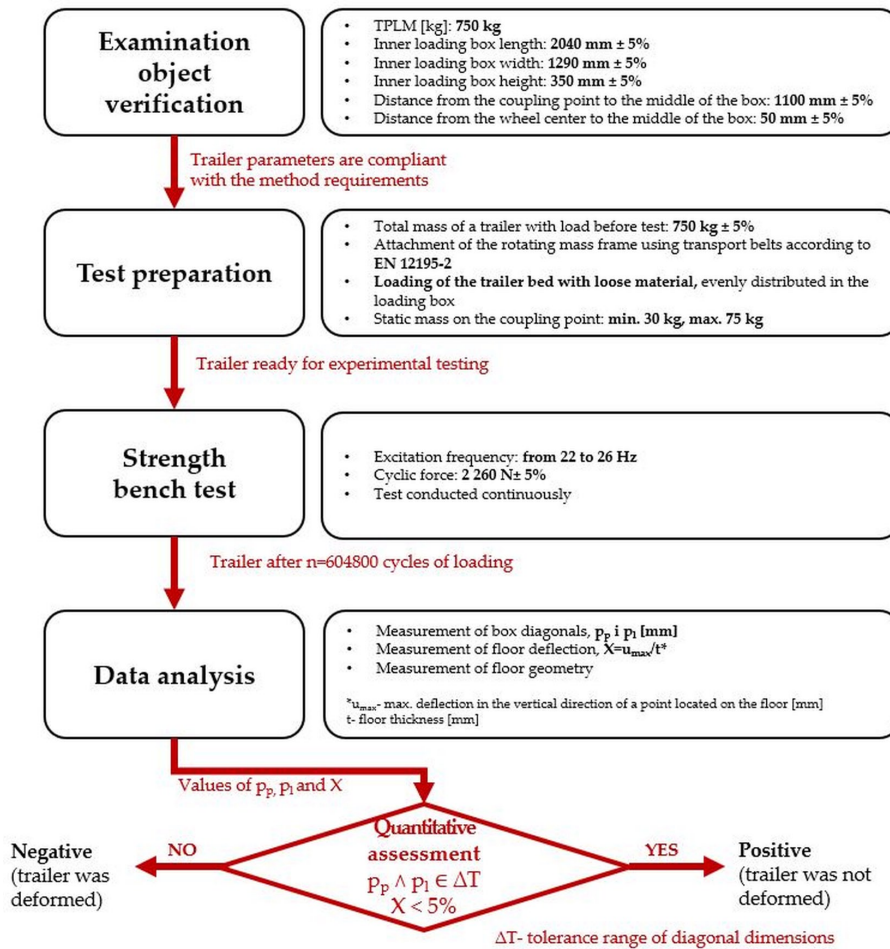 Examination
object
verification
• TPLM [kg]: 750 kg
• Inner loading box length: 2040 mm ± 5%
• Inner loading box width: 1290 mm ± 5%
• Inner loading box height: 350 mm ± 5%
• Distance from the coupling point to the middle of the box: 1100 mm ± 5%
• Distance from the wheel center to the middle of the box: 50 mm ± 5%
Trailer parameters are compliant
with the method requirements
Test preparation
• Total mass of a trailer with load before test: 750 kg ± 5%
• Attachment of the rotating mass frame using transport belts according to
EN 12195-2
• Loading of the trailer bed with loose material, evenly distributed in the
loading box
• Static mass on the coupling point: min. 30 kg, max. 75 kg
Trailer ready for experimental testing
Strength
bench test
• Excitation frequency: from 22 to 26 Hz
• Cyclic force: 2 260 N± 5%
• Test conducted continuously
Trailer after n=604800 cycles of loading
Data analysis
• Measurement of box diagonals, pp i pl [mm]
• Measurement of floor deflection, X=umax/t*
• Measurement of floor geometry
*umax- max. deflection in the vertical direction of a point located on the floor [mm]
t- floor thickness [mm]
Values of pp, pl and X
Quantitative
assessment
pp ∧ pl ∈ ΔT
X < 5%
NO
Negative
(trailer was
deformed)
YES
Positive
(trailer was not
deformed)
ΔT- tolerance range of diagonal dimensions